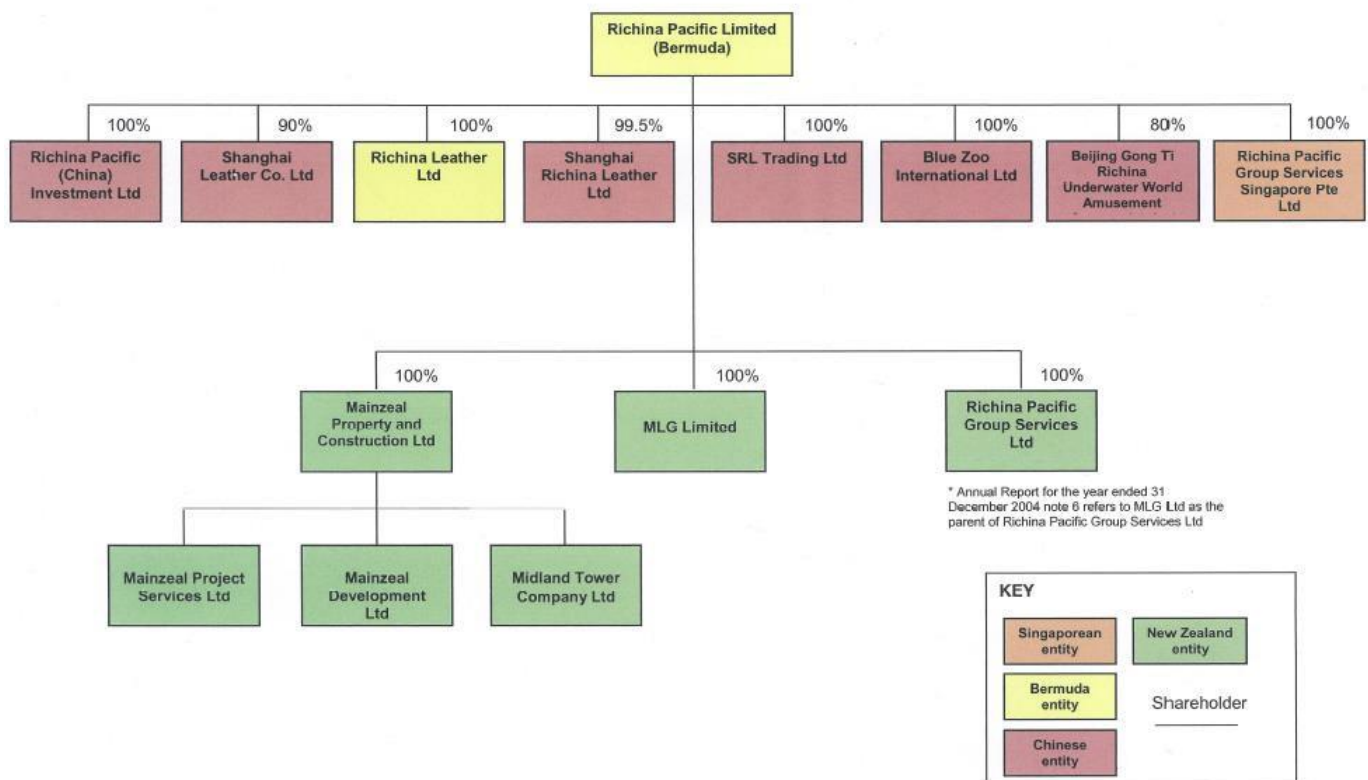 Richina Pacific Limited
(Bermuda)
100%
90%
100%
99.5%
100%
100%
80%
100%
Richina Pacific
(China)
Investment Ltd
Shanghai
Leather Co. Ltd
Richina Leather
Ltd
Shanghai
Richina Leather
Ltd
SRL Trading Ltd
Blue Zoo
International Ltd
Beijing Gong Ti
Richina
Underwater World
Amusement
Richina Pacific
Group Services
Singapore Pte
Ltd
100%
100%
100%
Mainzeal
Property and
Construction Ltd
MLG Limited
Richina Pacific
Group Services
Ltd
* Annual Report for the year ended 31
December 2004 note 6 refers to MLG Ltd as the
parent of Richina Pacific Group Services Ltd
Mainzeal Project
Services Ltd
Mainzeal
Development
Ltd
Midland Tower
Company Ltd
KEY
Singaporean
entity
New Zealand
entity
Bermuda
entity
Shareholder
Chinese
entity